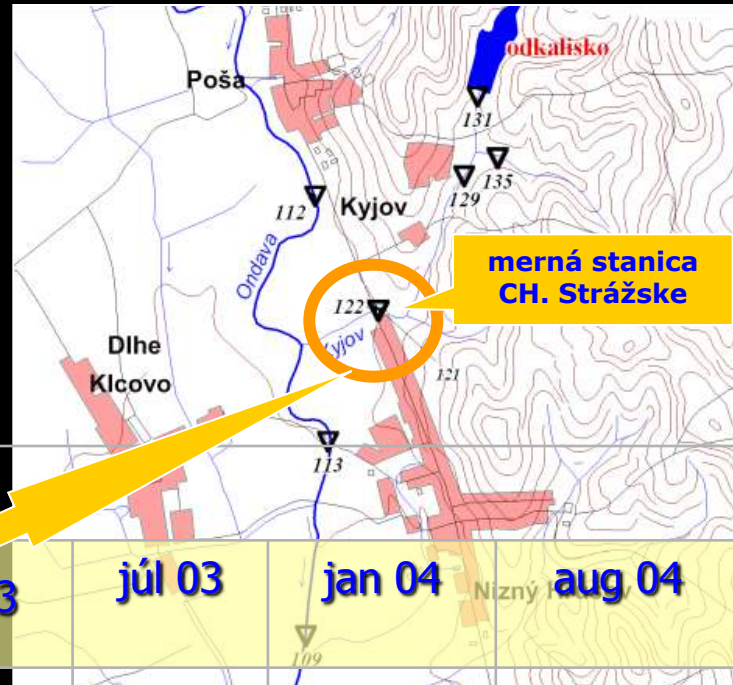 odkalisko
Poša
131
135
129
112
Kyjov
Ondava
merná stanica
CH. Strážske
122
Kyjov
Dlhe
Klcovo
121
113
3
júl 03
jan 04
aug 04
Nizný
109